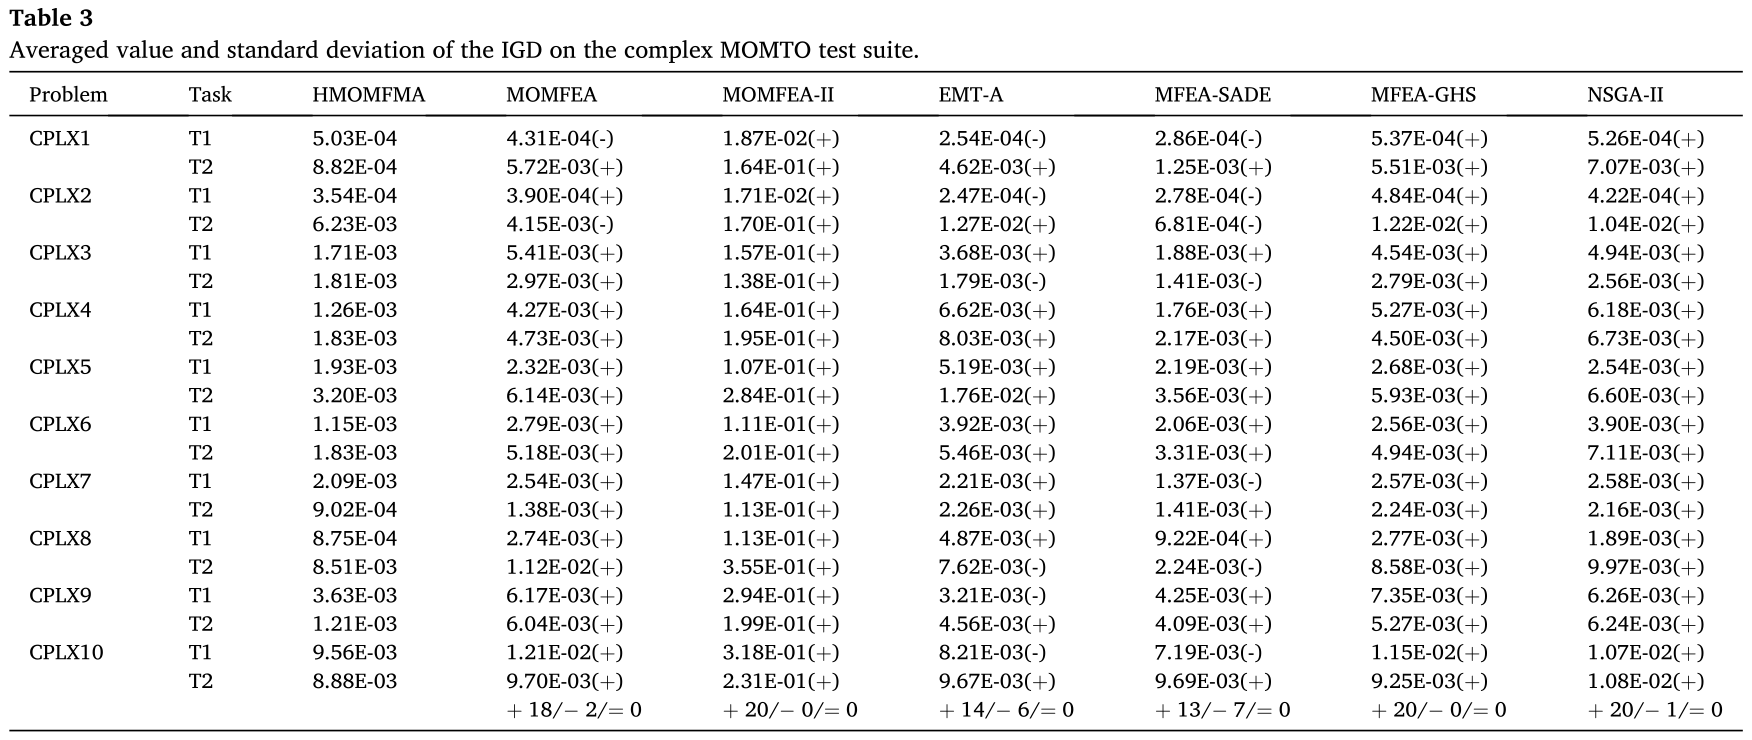 Table 3
Averaged value and standard deviation of the IGD on the complex MOMTO test suite.
Problem Task HMOMFMA MOMFEA MOMFEA-II EMT-A MFEA-SADE MFEA-GHS NSGA-II
CPLX1 T1 5.03E-04 4.31E-04(-) 1.87E-02(+) 2.54E-04(-) 2.86E-04(-) 5.37E-04(+) 5.26E-04(+)
T2 8.82E-04 5.72E-03(+) 1.64E-01(+) 4.62E-03(+) 1.25E-03(+) 5.51E-03(+) 7.07E-03(+)
CPLX2 T1 3.54E-04 3.90E-04(+) 1.71E-02(+) 2.47E-04(-) 2.78E-04(-) 4.84E-04(+) 4.22E-04(+)
T2 6.23E-03 4.15E-03(-) 1.70E-01(+) 1.27E-02(+) 6.81E-04(-) 1.22E-02(+) 1.04E-02(+)
CPLX3 T1 1.71E-03 5.41E-03(+) 1.57E-01(+) 3.68E-03(+) 1.88E-03(+) 4.54E-03(+) 4.94E-03(+)
T2 1.81E-03 2.97E-03(+) 1.38E-01(+) 1.79E-03(-) 1.41E-03(-) 2.79E-03(+) 2.56E-03(+)
CPLX4 T1 1.26E-03 4.27E-03(+) 1.64E-01(+) 6.62E-03(+) 1.76E-03(+) 5.27E-03(+) 6.18E-03(+)
T2 1.83E-03 4.73E-03(+) 1.95E-01(+) 8.03E-03(+) 2.17E-03(+) 4.50E-03(+) 6.73E-03(+)
CPLX5 T1 1.93E-03 2.32E-03(+) 1.07E-01(+) 5.19E-03(+) 2.19E-03(+) 2.68E-03(+) 2.54E-03(+)
T2 3.20E-03 6.14E-03(+) 2.84E-01(+) 1.76E-02(+) 3.56E-03(+) 5.93E-03(+) 6.60E-03(+)
CPLX6 T1 1.15E-03 2.79E-03(+) 1.11E-01(+) 3.92E-03(+) 2.06E-03(+) 2.56E-03(+) 3.90E-03(+)
T2 1.83E-03 5.18E-03(+) 2.01E-01(+) 5.46E-03(+) 3.31E-03(+) 4.94E-03(+) 7.11E-03(+)
CPLX7 T1 2.09E-03 2.54E-03(+) 1.47E-01(+) 2.21E-03(+) 1.37E-03(-) 2.57E-03(+) 2.58E-03(+)
T2 9.02E-04 1.38E-03(+) 1.13E-01(+) 2.26E-03(+) 1.41E-03(+) 2.24E-03(+) 2.16E-03(+)
CPLX8 T1 8.75E-04 2.74E-03(+) 1.13E-01(+) 4.87E-03(+) 9.22E-04(+) 2.77E-03(+) 1.89E-03(+)
T2 8.51E-03 1.12E-02(+) 3.55E-01(+) 7.62E-03(-) 2.24E-03(-) 8.58E-03(+) 9.97E-03(+)
CPLX9 T1 3.63E-03 6.17E-03(+) 2.94E-01(+) 3.21E-03(-) 4.25E-03(+) 7.35E-03(+) 6.26E-03(+)
T2 1.21E-03 6.04E-03(+) 1.99E-01(+) 4.56E-03(+) 4.09E-03(+) 5.27E-03(+) 6.24E-03(+)
CPLX10 T1 9.56E-03 1.21E-02(+) 3.18E-01(+) 8.21E-03(-) 7.19E-03(-) 1.15E-02(+) 1.07E-02(+)
T2 8.88E-03 9.70E-03(+) 2.31E-01(+) 9.67E-03(+) 9.69E-03(+) 9.25E-03(+) 1.08E-02(+)
+ 18/− 2/= 0 + 20/− 0/= 0 + 14/− 6/= 0 + 13/− 7/= 0 + 20/− 0/= 0 + 20/− 1/= 0